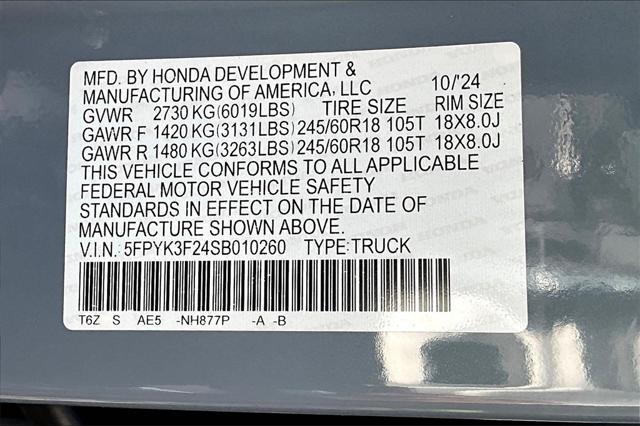 MFD. BY HONDA DEVELOPMENT &
MANUFACTURING OF AMERICA, LLC 10/'24
GVWR 2730 KG(6019LBS) TIRE SIZE RIM SIZE
GAWR F 1420 KG(3131LBS) 245/60R18 105T 18X8.0J
GAWR R 1480 KG(3263LBS) 245/60R18 105T 18X8.0J
THIS VEHICLE CONFORMS TO ALL APPLICABLE
FEDERAL MOTOR VEHICLE SAFETY
STANDARDS IN EFFECT ON THE DATE OF
MANUFACTURE SHOWN ABOVE.
V.I.N.: 5FPYK3F24SB010260 TYPE:TRUCK
T6Z S AE5 -NH877P -A -B